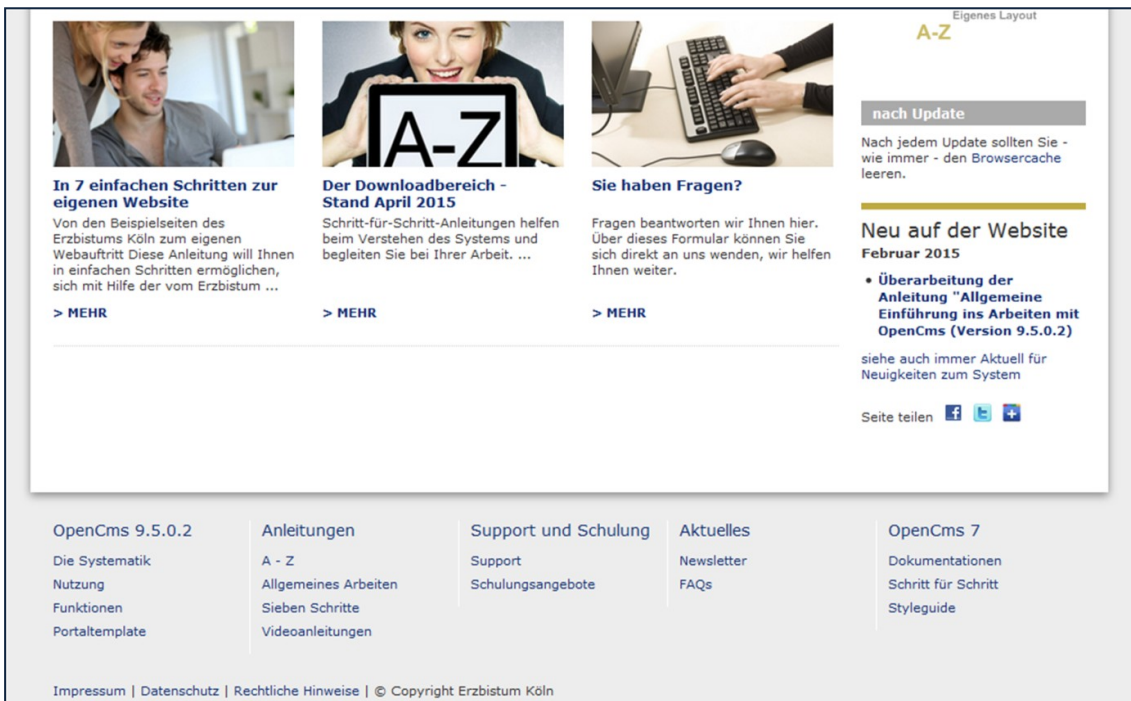 Eigenes Layout
A-Z
A-Z
In 7 einfachen Schritten zur
eigenen Website
Von den Beispielseiten des
Erzbistums Köln zum eigenen
Webauftritt Diese Anleitung will Ihnen
in einfachen Schritten ermöglichen,
sich mit Hilfe der vom Erzbistum ...
> MEHR
Der Downloadbereich -
Stand April 2015
Schritt-für-Schritt-Anleitungen helfen
beim Verstehen des Systems und
begleiten Sie bei Ihrer Arbeit. ...
> MEHR
Sie haben Fragen?
Fragen beantworten wir Ihnen hier.
Über dieses Formular können Sie
sich direkt an uns wenden, wir helfen
Ihnen weiter.
> MEHR
nach Update
Nach jedem Update sollten Sie -
wie immer - den Browsercache
leeren.
Neu auf der Website
Februar 2015
• Überarbeitung der
Anleitung "Allgemeine
Einführung ins Arbeiten mit
OpenCms (Version 9.5.0.2)
siehe auch immer Aktuell für
Neuigkeiten zum System
Seite teilen
OpenCms 9.5.0.2
Die Systematik
Nutzung
Funktionen
Portaltemplate
Anleitungen
A - Z
Allgemeines Arbeiten
Sieben Schritte
Videoanleitungen
Support und Schulung
Support
Schulungsangebote
Aktuelles
Newsletter
FAQs
OpenCms 7
Dokumentationen
Schritt für Schritt
Styleguide
Impressum | Datenschutz | Rechtliche Hinweise | © Copyright Erzbistum Köln